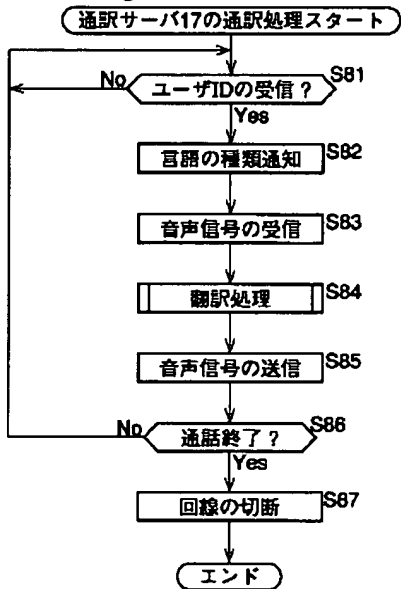 通訳サーバ17の通訳処理スタート
S81
No
ユーザIDの受信？
Yes
S82
言語の種類通知
S83
音声信号の受信
S84
翻訳処理
S85
音声信号の送信
S86
No
通話終了？
Yes
S87
回線の切断
エンド